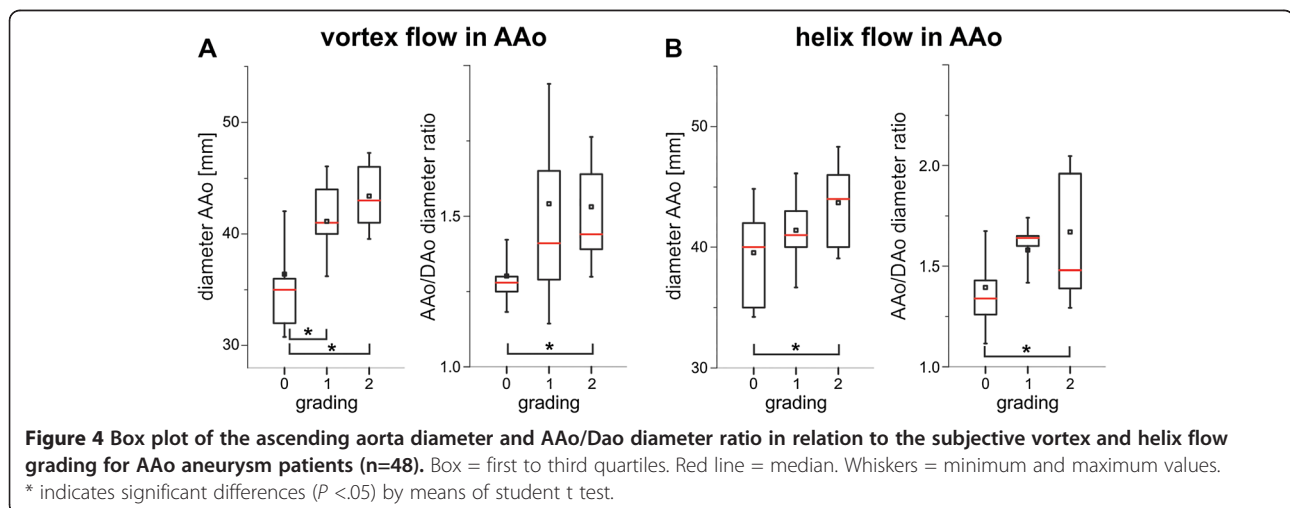 A vortex flow in AAo
diameter AAo [mm]
50
40
30
0 1 2
grading
* *
AAo/DAo diameter ratio
1.5
1.0
0 1 2
grading
*
B helix flow in AAo
diameter AAo [mm]
50
40
30
0 1 2
grading
*
AAo/DAo diameter ratio
2.0
1.5
1.0
0 1 2
grading
*
Figure 4 Box plot of the ascending aorta diameter and AAo/Dao diameter ratio in relation to the subjective vortex and helix flow
grading for AAo aneurysm patients (n=48). Box = first to third quartiles. Red line = median. Whiskers = minimum and maximum values.
* indicates significant differences (P <.05) by means of student t test.